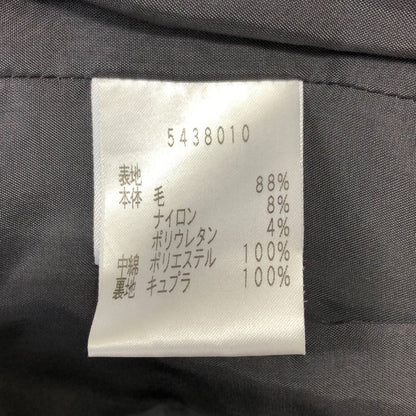 5438010
表地
本体 毛 88%
ナイロン 8%
ポリウレタン 4%
中綿 ポリエステル 100%
裏地 キュプラ 100%